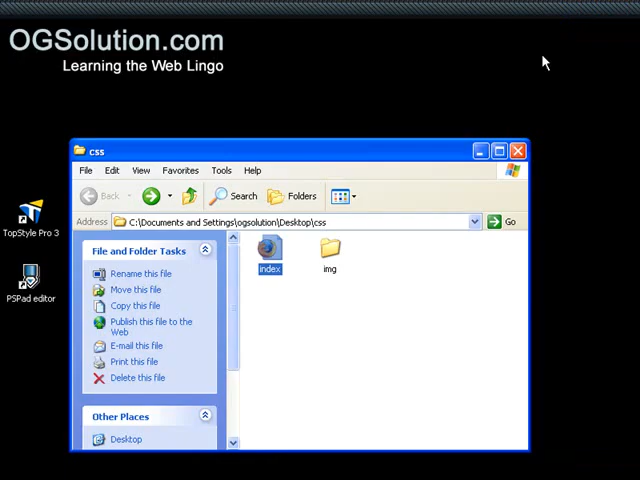 OGSolution.com
Learning the Web Lingo
css
File Edit View Favorites Tools Help
Back Search Folders
Address C:\Documents and Settings\ogsolution\Desktop\css Go
TopStyle Pro 3
PSPad editor
File and Folder Tasks
Rename this file
Move this file
Copy this file
Publish this file to the
Web
E-mail this file
Print this file
Delete this file
Other Places
Desktop
index
img